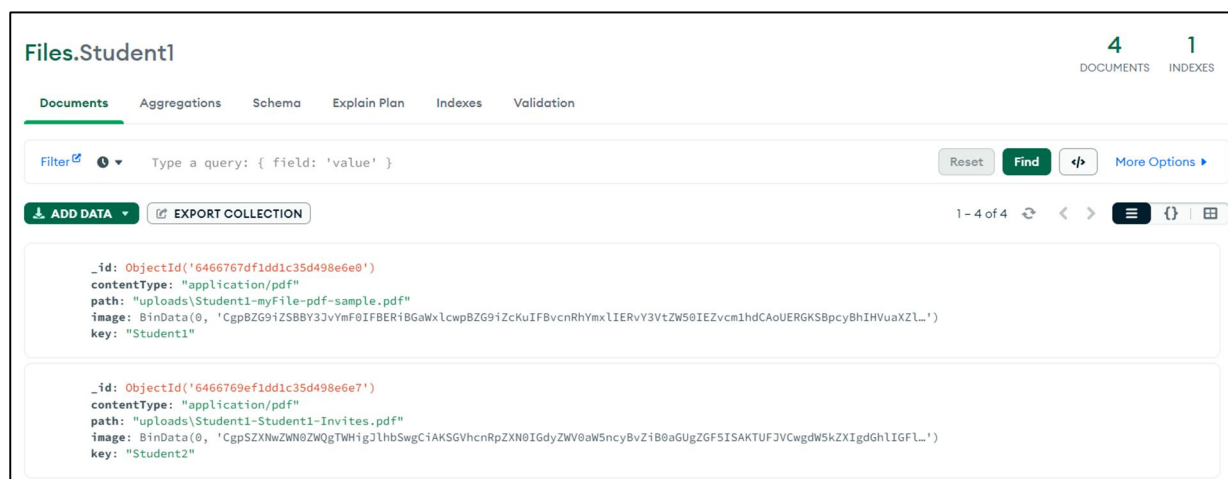 Files.Student1
4 1
DOCUMENTS INDEXES
Documents Aggregations Schema Explain Plan Indexes Validation
Filter Type a query: { field: 'value' } Reset Find </> More Options
ADD DATA EXPORT COLLECTION 1 – 4 of 4 {}
_id: ObjectId('6466767df1dd1c35d498e6e0')
contentType: "application/pdf"
path: "uploads\Student1-myFile-pdf-sample.pdf"
image: BinData(0, 'CgpBZG9iZSBBY3JvYmF0IFBERiBGaWxlcwpBZG9iZcKuIFBvcnRhYmxlIERvY3VtZW50IEZvcm1hdCAoUERGKSBpcyBhIHVuaXZl…')
key: "Student1"
_id: ObjectId('6466769ef1dd1c35d498e6e7')
contentType: "application/pdf"
path: "uploads\Student1-Student1-Invites.pdf"
image: BinData(0, 'CgpSZXNwZWN0ZWQgTWHigJlhbSwgCiAKSGVhcnRpZXN0IGdyZWV0aW5ncyBvZiB0aGUgZGF5ISAKTUFJVCwgdW5kZXIgdGhlIGFl…')
key: "Student2"